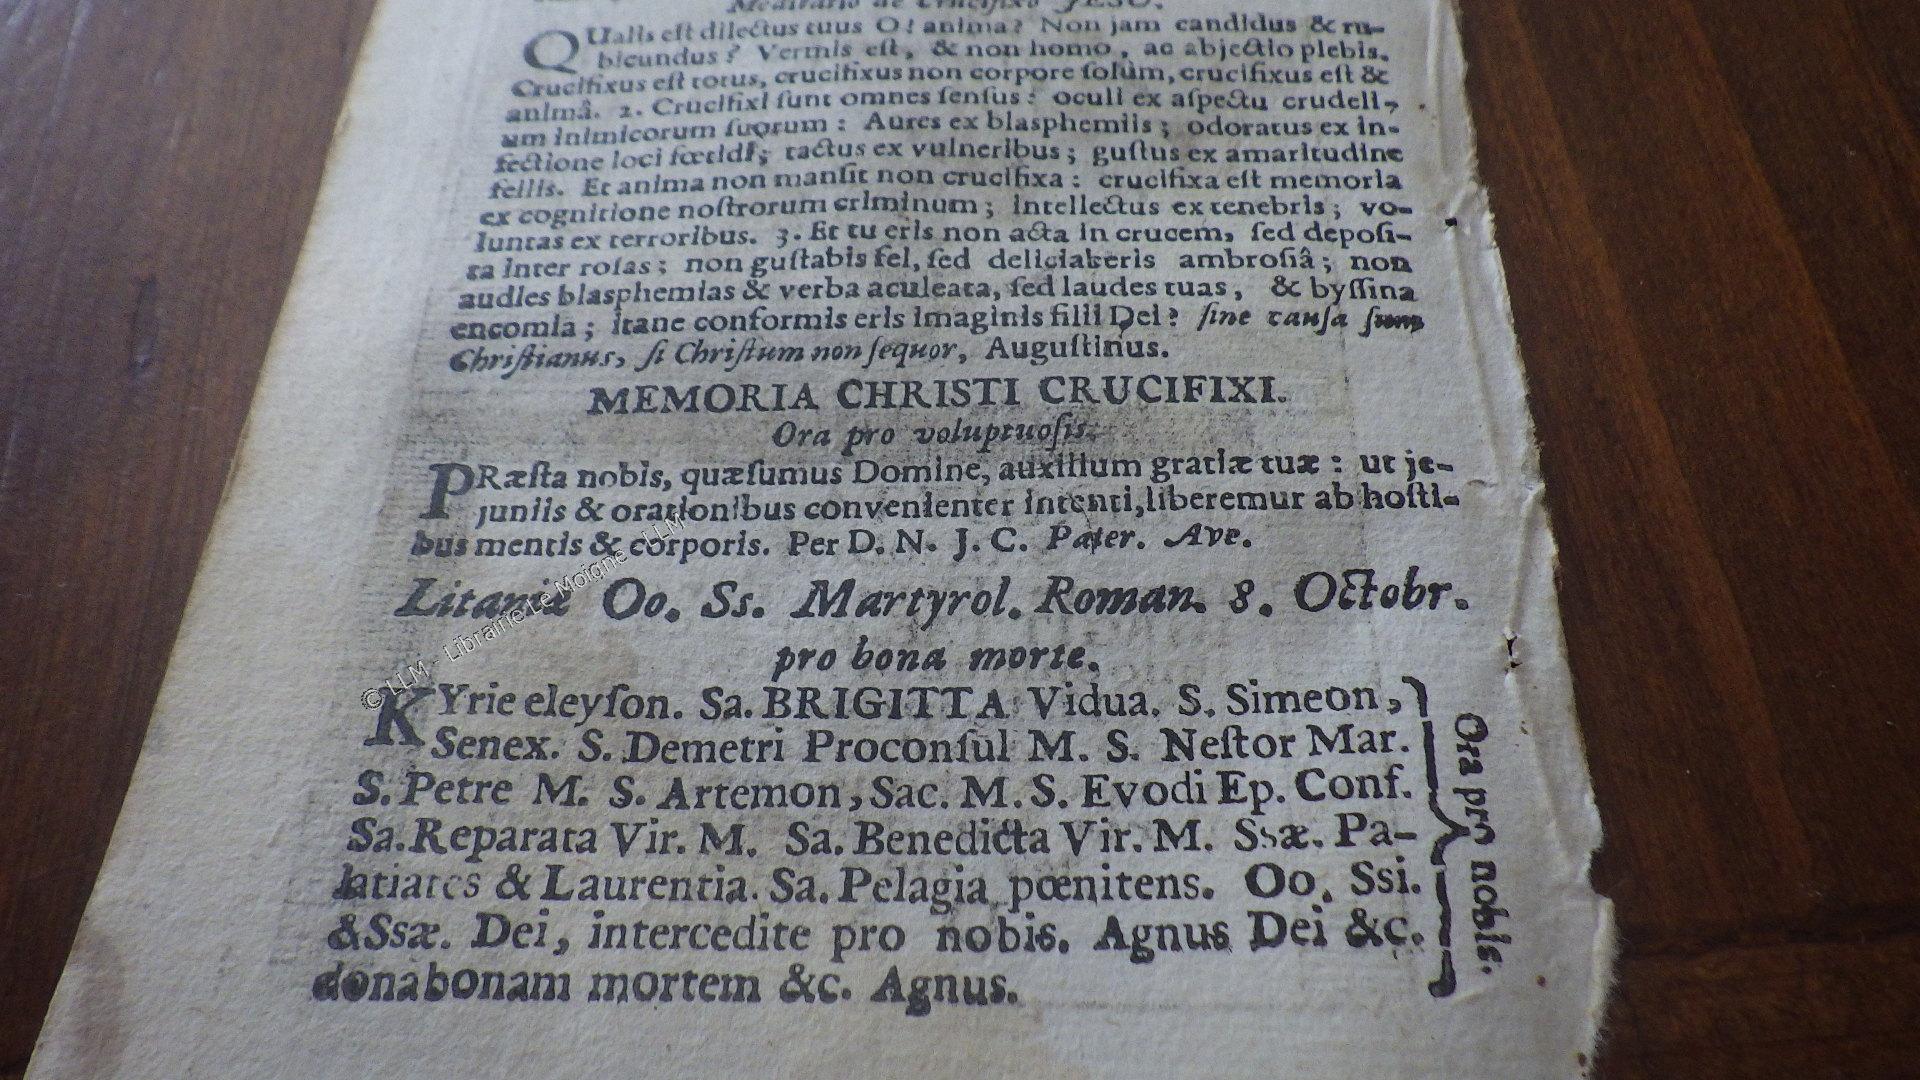 Meditatio de Crucifixo JESU.
QUalis est dilectus tuus O! anima? Non jam candidus & ru-
bicundus? Vermis est, & non homo, ac abjectio plebis.
Crucifixus est totus, crucifixus non corpore solùm, crucifixus est &
animâ. 2. Crucifixi sunt omnes sensus: oculi ex aspectu crudeli-
um inimicorum suorum: Aures ex blasphemiis; odoratus ex in-
fectione loci fœtidi; tactus ex vulneribus; gustus ex amaritudine
fellis. Et anima non mansit non crucifixa: crucifixa est memoria
ex cognitione nostrorum criminum; intellectus ex tenebris; vo-
luntas ex terroribus. 3. Et tu eris non acta in crucem, sed deposi-
ta inter rosas; non gustabis fel, sed deliciaberis ambrosiâ; non
audies blasphemias & verba aculeata, sed laudes tuas, & byssina
encomia; itane conformis eris imaginis filii Dei? sine causa sum
Christianus, si Christum non sequor, Augustinus.
MEMORIA CHRISTI CRUCIFIXI.
Ora pro voluptuosis.
PRæsta nobis, quæsumus Domine, auxilium gratiæ tuæ: ut je-
juniis & orationibus convenienter intenti, liberemur ab hosti-
bus mentis & corporis. Per D. N. J. C. Pater. Ave.
Litaniæ Oo. Ss. Martyrol. Roman. 8. Octobr.
pro bona morte.
KYrie eleyson. Sa. BRIGITTA Vidua. S. Simeon,
Senex. S. Demetri Proconsul M. S. Nestor Mar.
S. Petre M. S. Artemon, Sac. M. S. Evodi Ep. Conf.
Sa. Reparata Vir. M. Sa. Benedicta Vir. M. Ssæ. Pa-
latiates & Laurentia. Sa. Pelagia pœnitens. Oo. Ssi.
& Ssæ. Dei, intercedite pro nobis. Agnus Dei &c.
dona bonam mortem &c. Agnus.
Ora pro nobis.
© LLM - Librairie Le Moigne - LLM